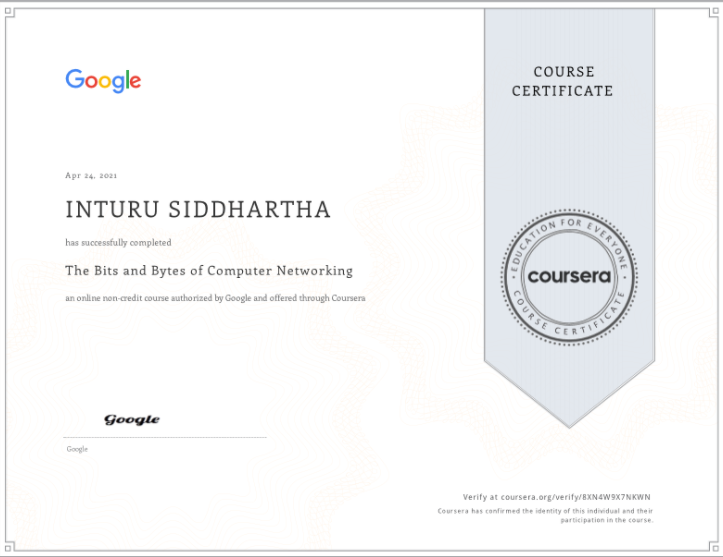 Google
COURSE
CERTIFICATE
Apr 24, 2021
INTURU SIDDHARTHA
has successfully completed
The Bits and Bytes of Computer Networking
an online non-credit course authorized by Google and offered through Coursera
EDUCATION FOR EVERYONE
coursera
COURSE CERTIFICATE
Google
Google
Verify at coursera.org/verify/8XN4W9X7NKWN
Coursera has confirmed the identity of this individual and their
participation in the course.